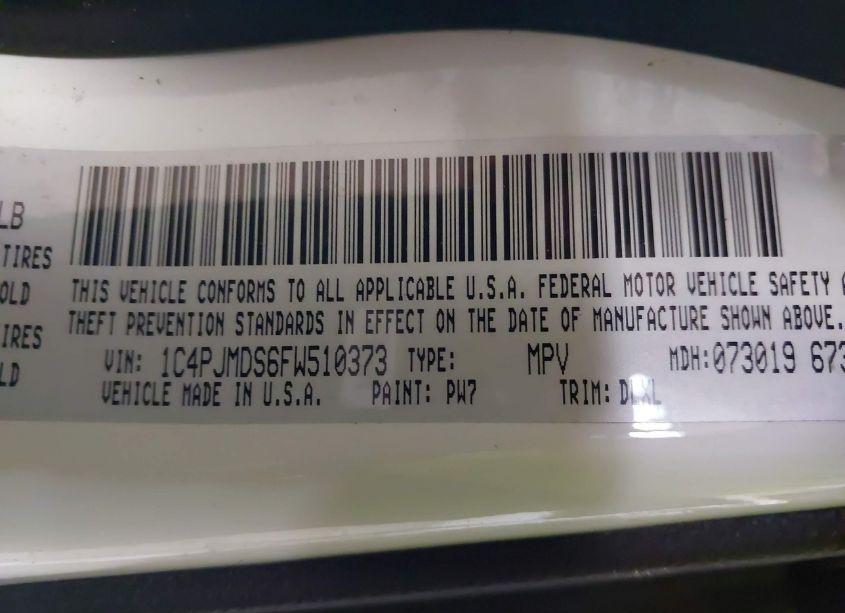 LB
TIRES
OLD
IRES
LD
THIS VEHICLE CONFORMS TO ALL APPLICABLE U.S.A. FEDERAL MOTOR VEHICLE SAFETY A
THEFT PREVENTION STANDARDS IN EFFECT ON THE DATE OF MANUFACTURE SHOWN ABOVE.
VIN: 1C4PJMDS6FW510373 TYPE: MPV MDH:073019 673
VEHICLE MADE IN U.S.A. PAINT: PW7 TRIM: